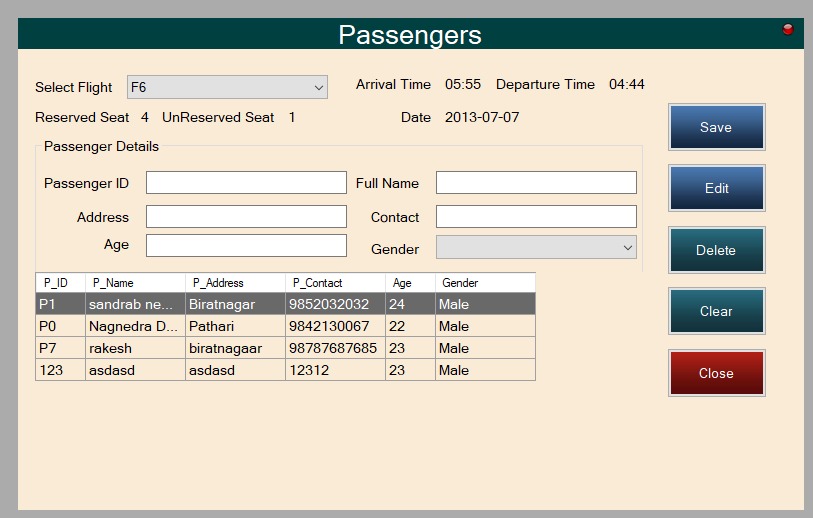 Passengers
Select Flight F6 Arrival Time 05:55 Departure Time 04:44
Reserved Seat 4 UnReserved Seat 1 Date 2013-07-07
Save
Passenger Details
Passenger ID Full Name Edit
Address Contact
Age Gender Delete
P_ID P_Name P_Address P_Contact Age Gender
P1 sandrab ne... Biratnagar 9852032032 24 Male
Clear
P0 Nagnedra D... Pathari 9842130067 22 Male
P7 rakesh biratnagaar 98787687685 23 Male
123 asdasd asdasd 12312 23 Male
Close